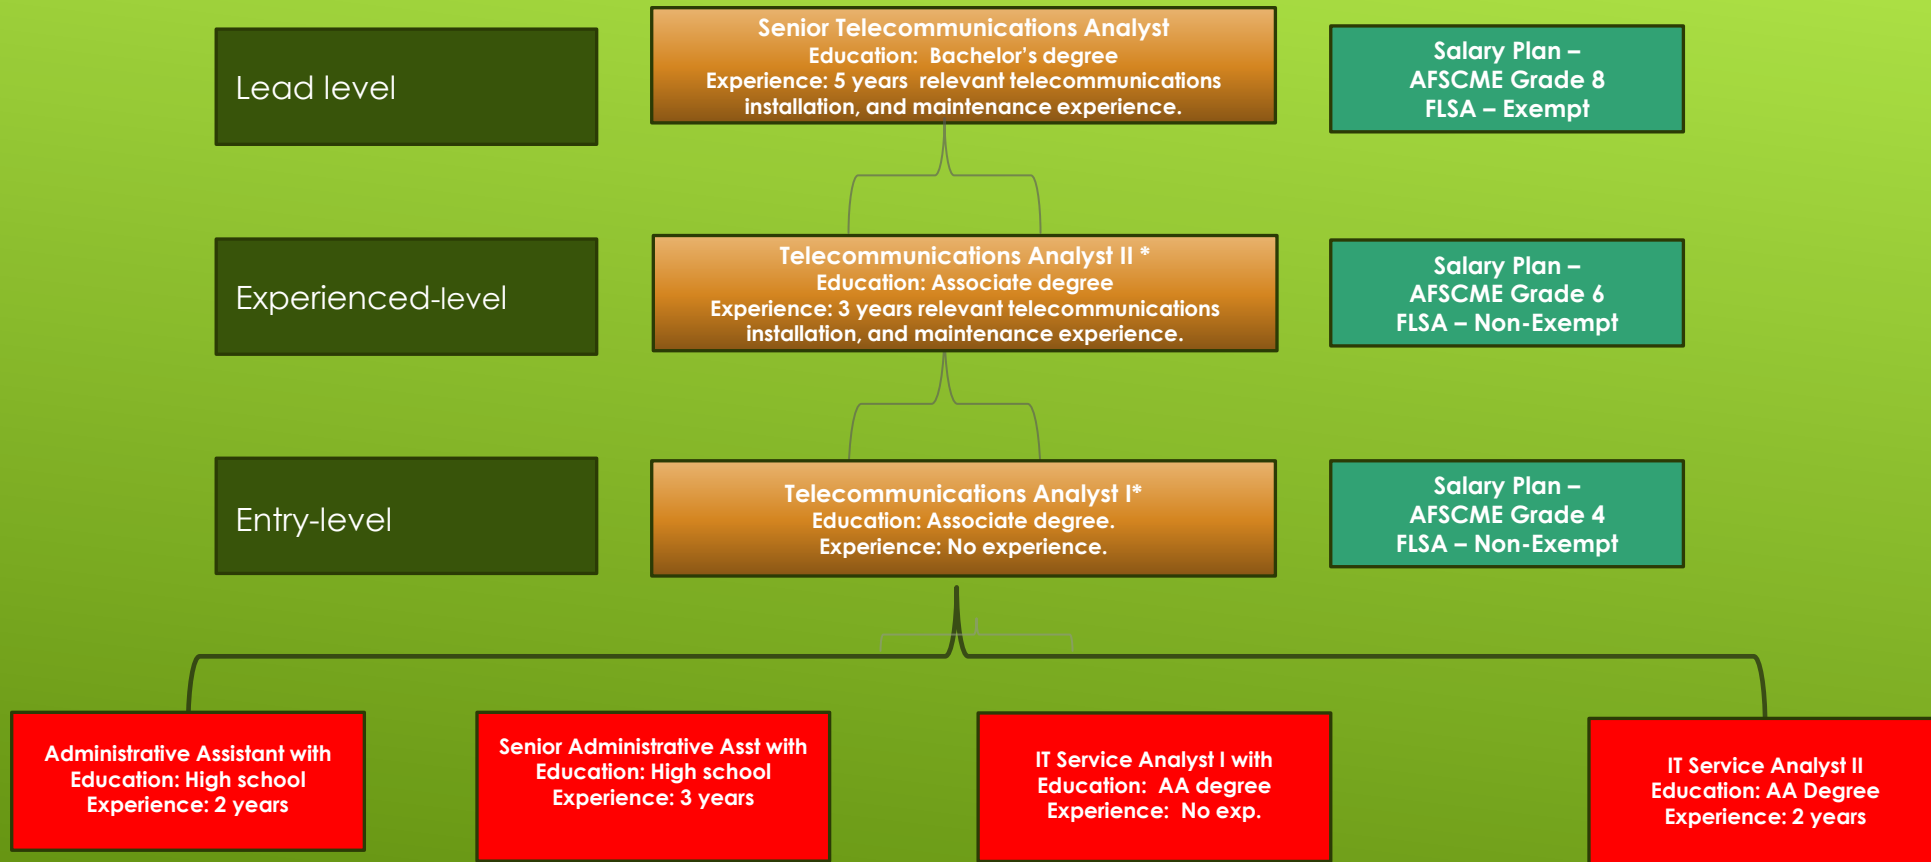 Lead level
Senior Telecommunications Analyst
Education:  Bachelor’s degree
Experience: 5 years  relevant telecommunications
installation, and maintenance experience.
Salary Plan –
AFSCME Grade 8
FLSA – Exempt
Experienced-level
Telecommunications Analyst II *
Education: Associate degree
Experience: 3 years relevant telecommunications
installation, and maintenance experience.
Salary Plan –
AFSCME Grade 6
FLSA – Non-Exempt
Entry-level
Telecommunications Analyst I*
Education: Associate degree.
Experience: No experience.
Salary Plan –
AFSCME Grade 4
FLSA – Non-Exempt
Administrative Assistant with
Education: High school
Experience: 2 years
Senior Administrative Asst with
Education: High school
Experience: 3 years
IT Service Analyst I with
Education:  AA degree
Experience:  No exp.
IT Service Analyst II
Education: AA Degree
Experience: 2 years